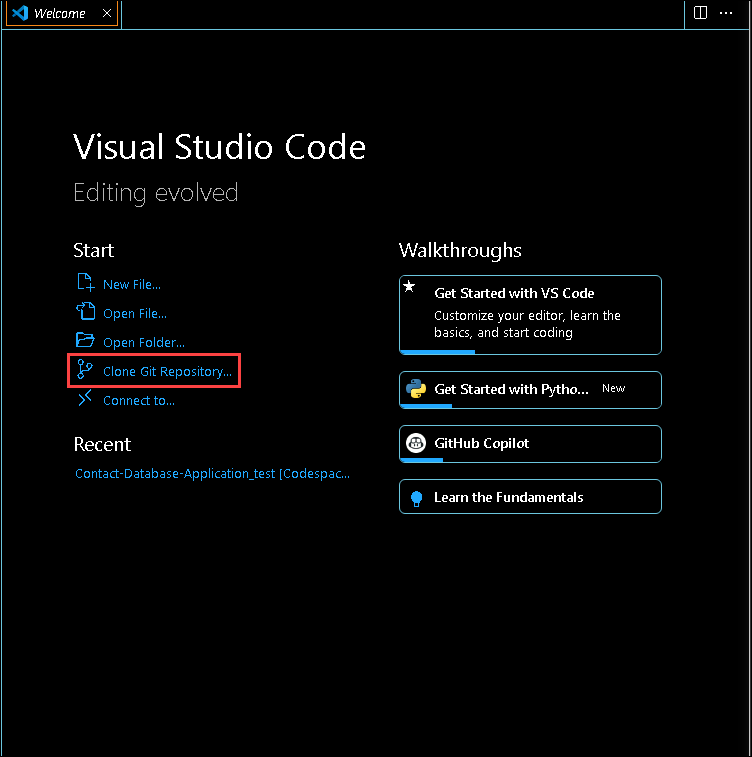 Welcome
Visual Studio Code
Editing evolved
Start
New File...
Open File...
Open Folder...
Clone Git Repository...
Connect to...
Recent
Contact-Database-Application_test [Codespac...
Walkthroughs
Get Started with VS Code
Customize your editor, learn the
basics, and start coding
Get Started with Pytho... New
GitHub Copilot
Learn the Fundamentals